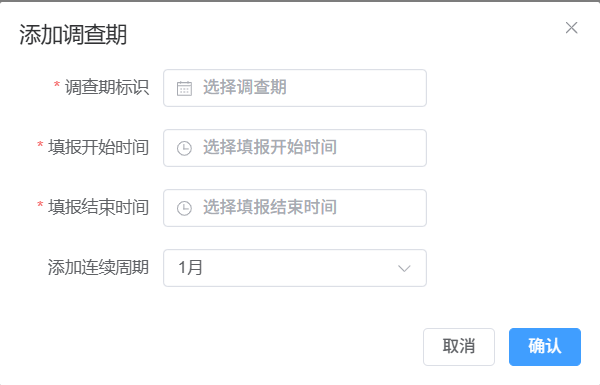 添加调查期
* 调查期标识 选择调查期
* 填报开始时间 选择填报开始时间
* 填报结束时间 选择填报结束时间
添加连续周期 1月
取消 确认